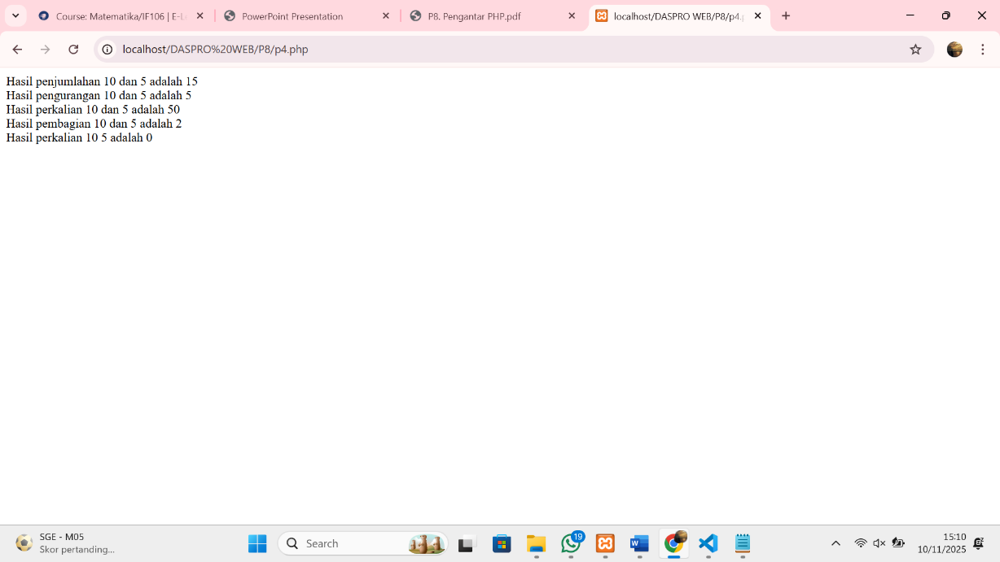 Course: Matematika/IF106 | E-L
PowerPoint Presentation
P8. Pengantar PHP.pdf
localhost/DASPRO WEB/P8/p4.p
localhost/DASPRO%20WEB/P8/p4.php
Hasil penjumlahan 10 dan 5 adalah 15
Hasil pengurangan 10 dan 5 adalah 5
Hasil perkalian 10 dan 5 adalah 50
Hasil pembagian 10 dan 5 adalah 2
Hasil perkalian 10 5 adalah 0
SGE - M05
Skor pertanding...
Search
19
15:10
10/11/2025